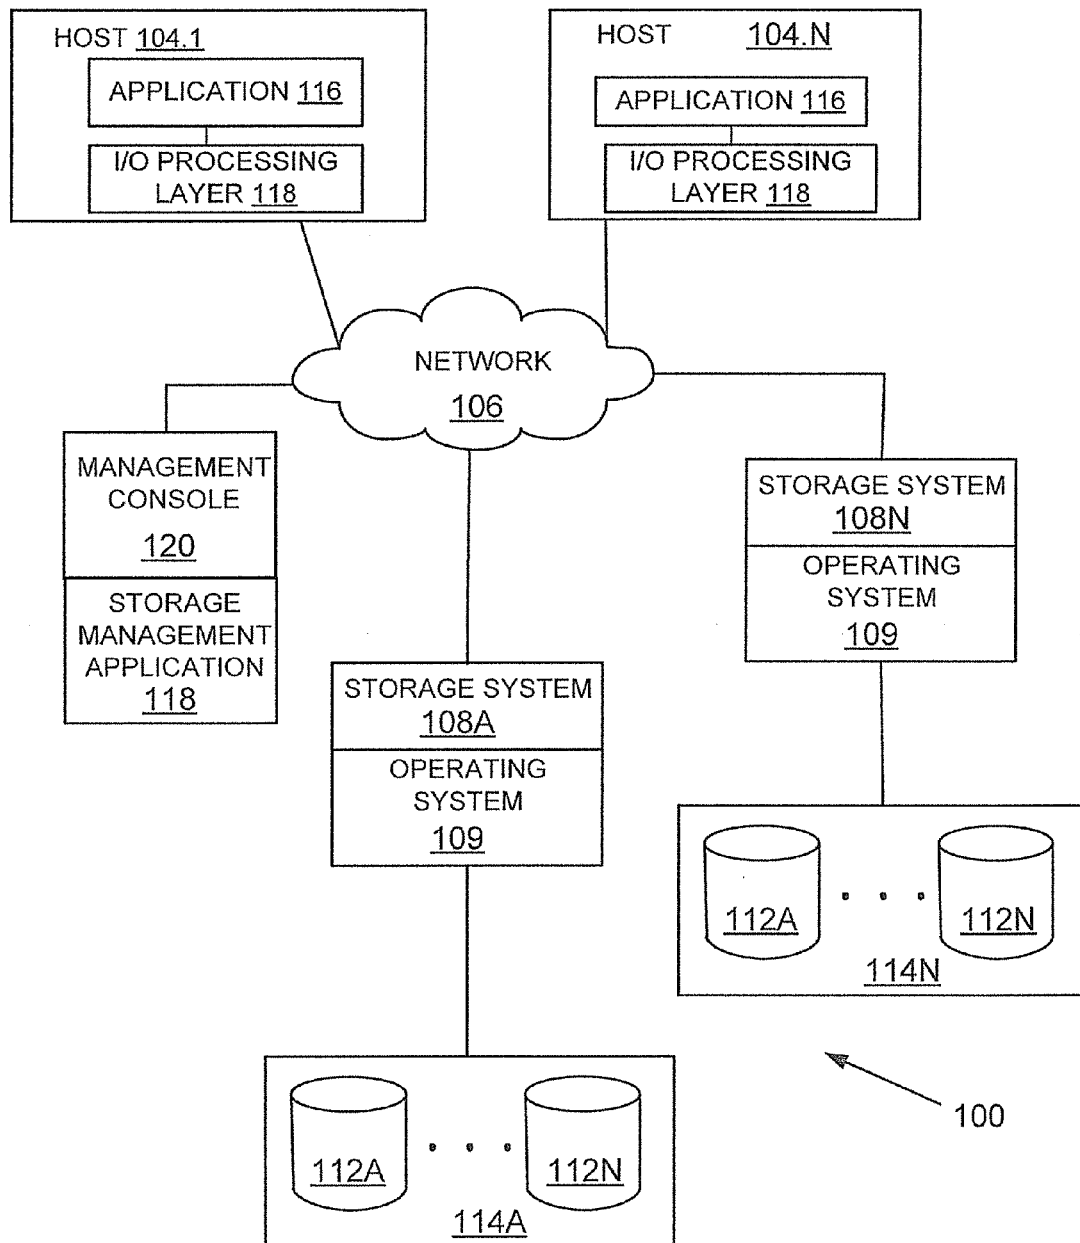 HOST 104.1
APPLICATION 116
I/O PROCESSING
LAYER 118
HOST 104.N
APPLICATION 116
I/O PROCESSING
LAYER 118
NETWORK
106
MANAGEMENT
CONSOLE
120
STORAGE
MANAGEMENT
APPLICATION
118
STORAGE SYSTEM
108A
OPERATING
SYSTEM
109
STORAGE SYSTEM
108N
OPERATING
SYSTEM
109
112A
112N
114N
112A
112N
114A
100